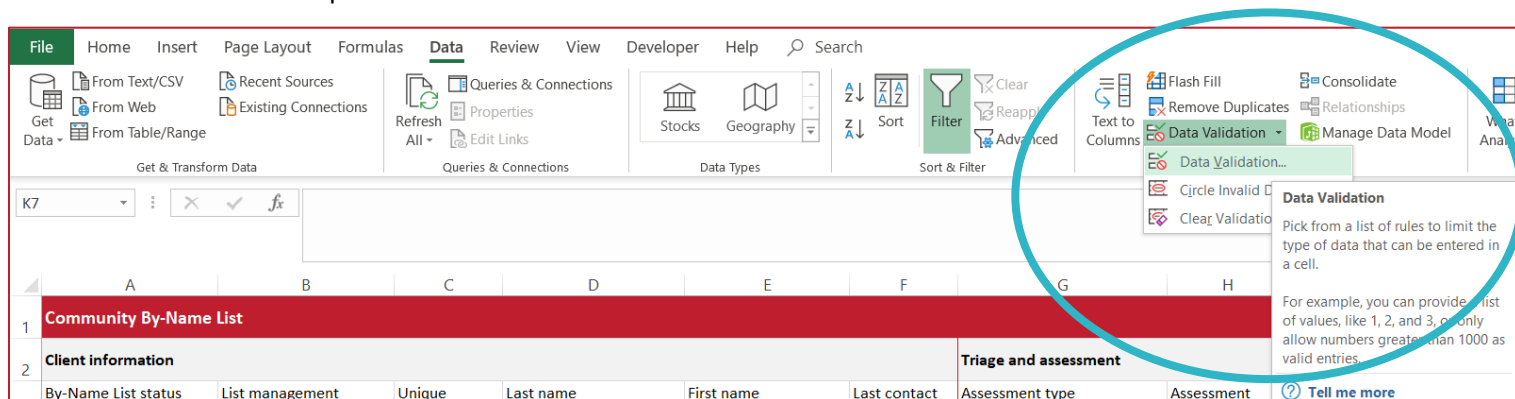 File Home Insert Page Layout Formulas Data Review View Developer Help Search
Get Data
From Text/CSV
From Web
From Table/Range
Recent Sources
Existing Connections
Get & Transform Data
Refresh All
Queries & Connections
Properties
Edit Links
Queries & Connections
Stocks
Geography
Data Types
A Z
Z A
Z A A Z
Sort
Filter
Clear
Reappl
Advanced
Sort & Filter
Text to Columns
Flash Fill
Remove Duplicates
Data Validation
Consolidate
Relationships
Manage Data Model
Data Validation...
Circle Invalid D
Clear Validatio
Data Validation
Pick from a list of rules to limit the
type of data that can be entered in
a cell.
For example, you can provide list
of values, like 1, 2, and 3, or only
allow numbers greater than 1000 as
valid entries.
Tell me more
K7
fx
A B C D E F G H
1 Community By-Name List
2 Client information Triage and assessment
By-Name List status List management Unique Last name First name Last contact Assessment type Assessment